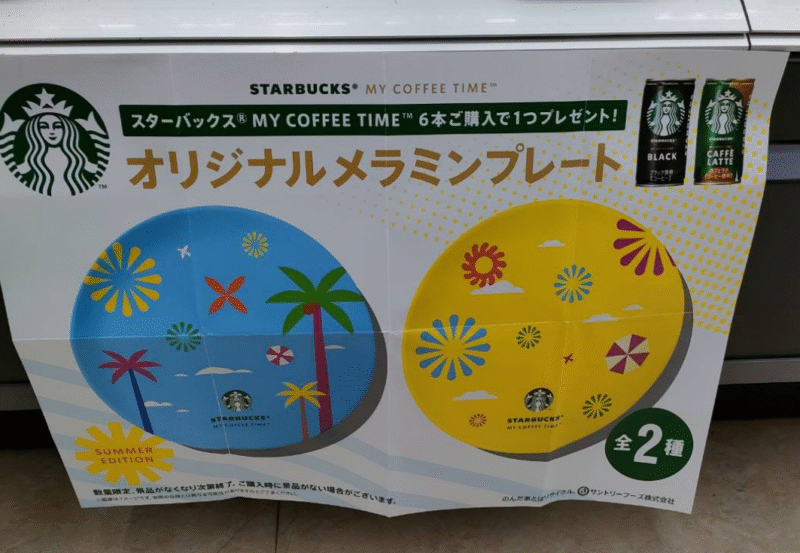 STARBUCKS® MY COFFEE TIME™
スターバックス® MY COFFEE TIME™ 6本ご購入で1つプレゼント!
オリジナルメラミンプレート
BLACK
CAFFÈ
LATTE
STARBUCKS®
MY COFFEE TIME™
STARBUCKS®
MY COFFEE TIME™
SUMMER
EDITION
全2種
数量限定。景品がなくなり次第終了。ご購入時に景品がない場合がございます。
のんだあとはリサイクル。サントリーフーズ株式会社